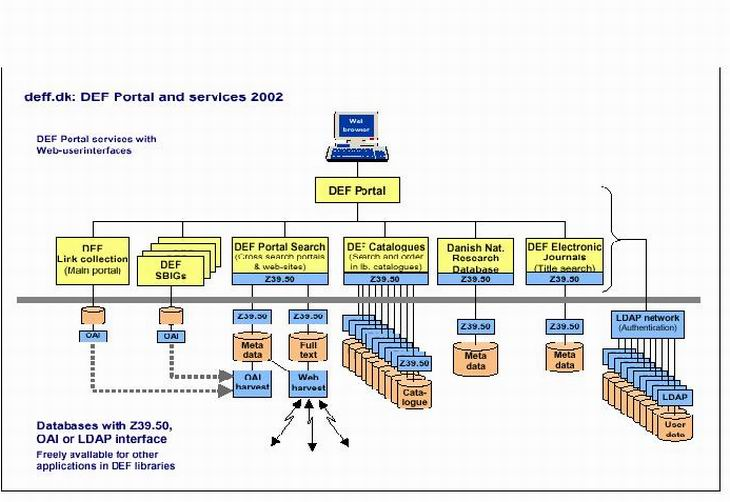 deff.dk: DEF Portal and services 2002
DEF Portal services with
Web-userinterfaces
Web
browser
DEF Portal
DEF
Link collection
(Main portal)
DEF
SBIGs
DEF Portal Search
(Cross search portals
& web-sites)
Z39.50
DEF Catalogues
(Search and order
in lb. catalogues)
Z39.50
Danish Nat.
Research
Database
Z39.50
DEF Electronic
Journals
(Title search)
Z39.50
OAI
OAI
Z39.50
Meta
data
OAI
harvest
Z39.50
Full
text
Web
harvest
Z39.50
Cata-
logue
Z39.50
Meta
data
Z39.50
Meta
data
LDAP network
(Authentication)
LDAP
User
data
Databases with Z39.50,
OAI or LDAP interface
Freely available for other
applications in DEF libraries